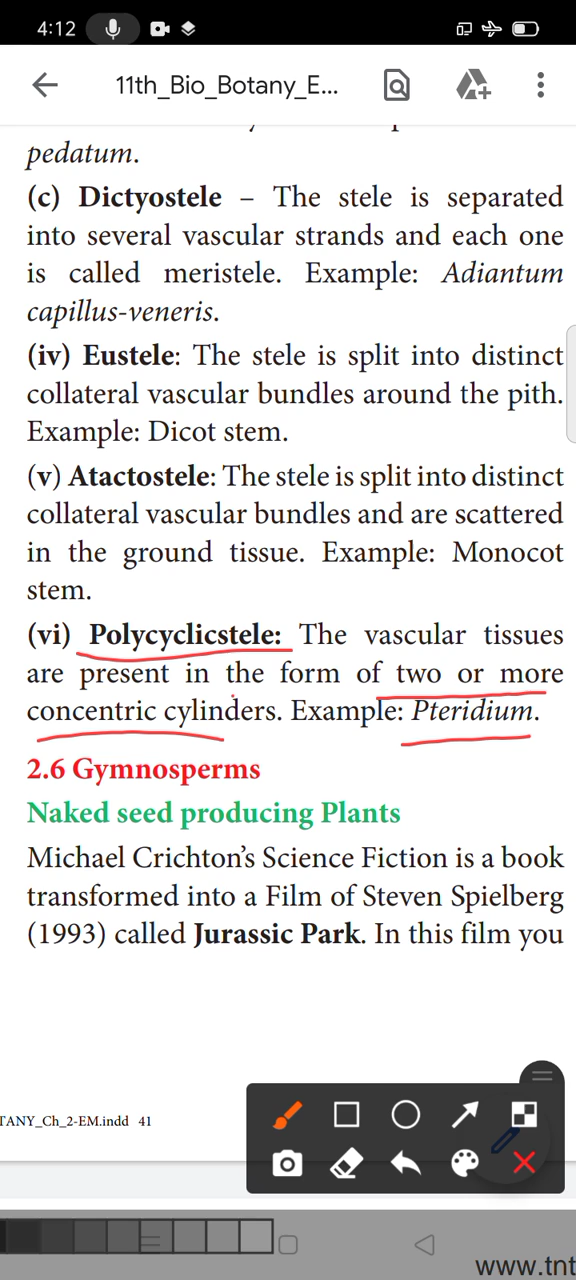 4:12
11th_Bio_Botany_E...
pedatum.
(c) Dictyostele – The stele is separated
into several vascular strands and each one
is called meristele. Example: Adiantum
capillus-veneris.
(iv) Eustele: The stele is split into distinct
collateral vascular bundles around the pith.
Example: Dicot stem.
(v) Atactostele: The stele is split into distinct
collateral vascular bundles and are scattered
in the ground tissue. Example: Monocot
stem.
(vi) Polycyclicstele: The vascular tissues
are present in the form of two or more
concentric cylinders. Example: Pteridium.
2.6 Gymnosperms
Naked seed producing Plants
Michael Crichton’s Science Fiction is a book
transformed into a Film of Steven Spielberg
(1993) called Jurassic Park. In this film you
TANY_Ch_2-EM.indd 41
www.tnt